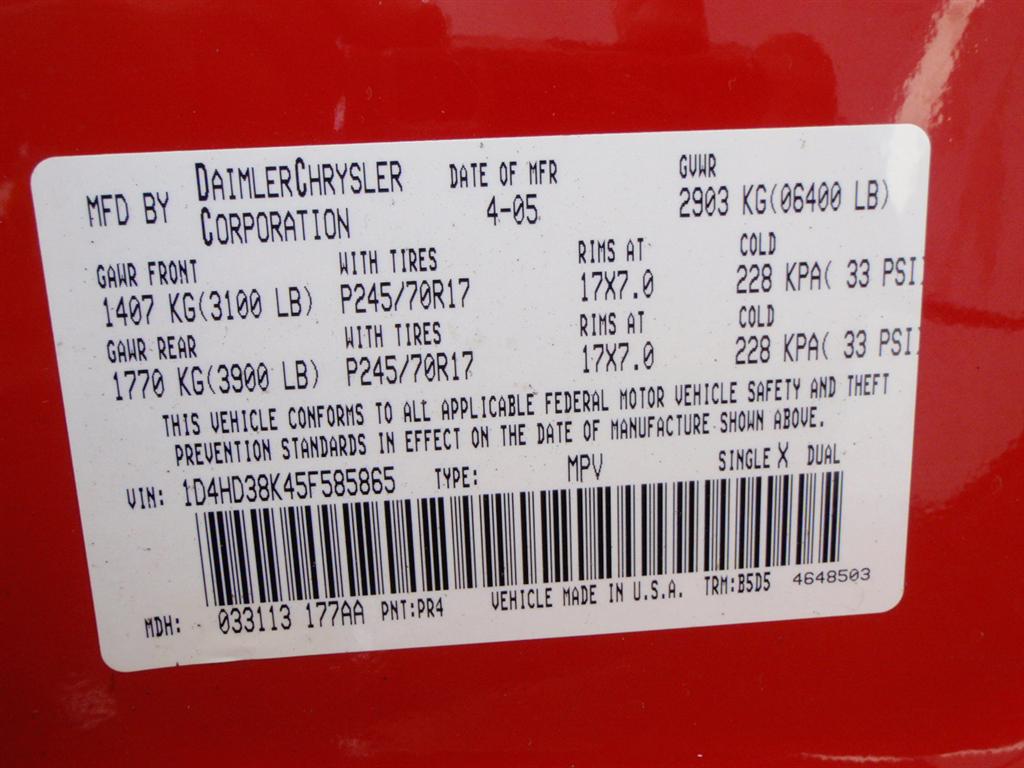 MFD BY DAIMLERCHRYSLER CORPORATION DATE OF MFR 4-05 GVWR 2903 KG(06400 LB)
GAWR FRONT WITH TIRES RIMS AT COLD
1407 KG(3100 LB) P245/70R17 17X7.0 228 KPA( 33 PSI)
GAWR REAR WITH TIRES RIMS AT COLD
1770 KG(3900 LB) P245/70R17 17X7.0 228 KPA( 33 PSI)
THIS VEHICLE CONFORMS TO ALL APPLICABLE FEDERAL MOTOR VEHICLE SAFETY AND THEFT
PREVENTION STANDARDS IN EFFECT ON THE DATE OF MANUFACTURE SHOWN ABOVE.
VIN: 1D4HD38K45F585865 TYPE: MPV SINGLE X DUAL
MDH: 033113 177AA PNT:PR4 VEHICLE MADE IN U.S.A. TRM:B5D5 4648503